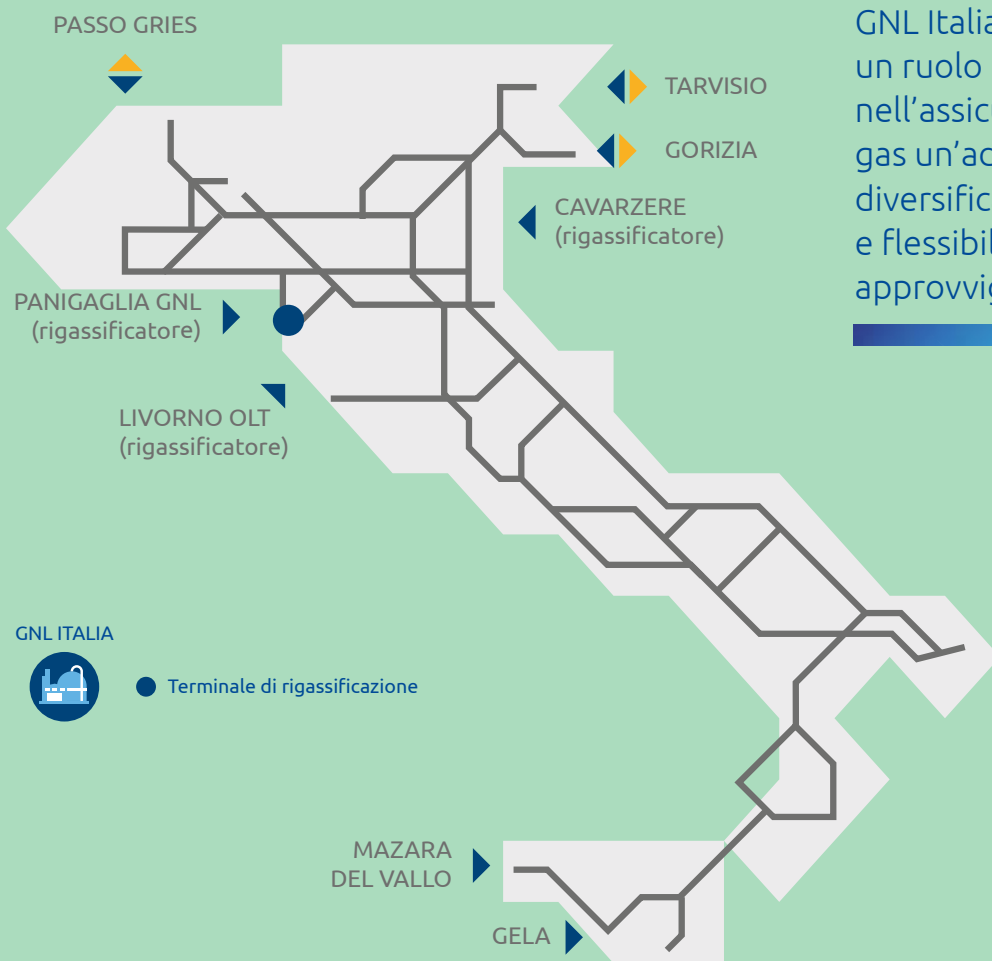 PASSO GRIES
GNL Italia
un ruolo
nell’assic
gas un’ac
diversific
e flessibil
approvvig
TARVISIO
GORIZIA
CAVARZERE
(rigassificatore)
PANIGAGLIA GNL
(rigassificatore)
LIVORNO OLT
(rigassificatore)
GNL ITALIA
Terminale di rigassificazione
MAZARA
DEL VALLO
GELA